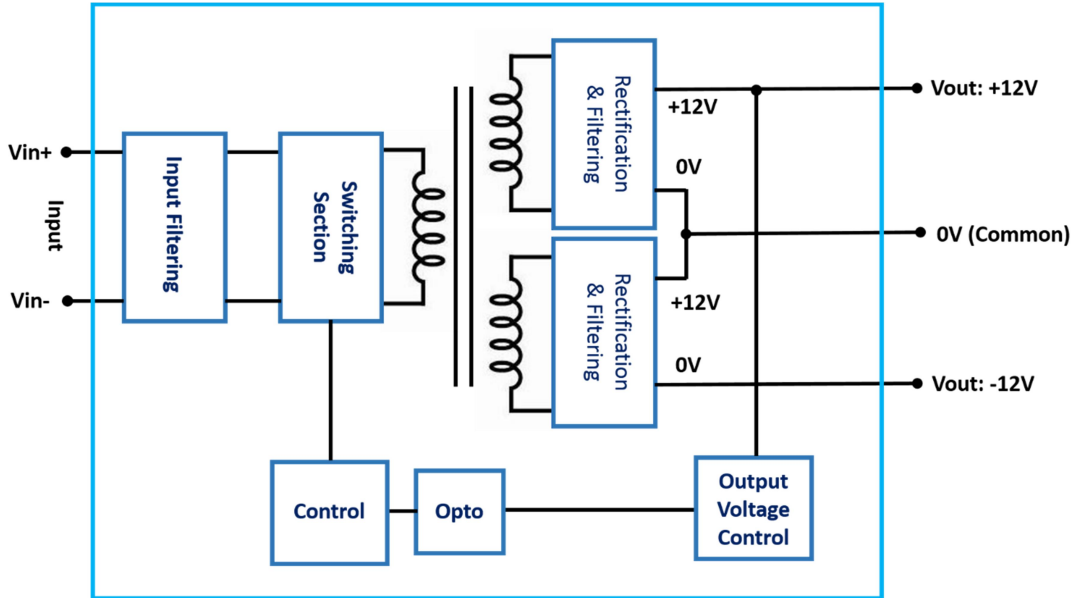 Vin+
Input
Vin-
Input Filtering
Switching
Section
Rectification
& Filtering
+12V
0V
Rectification
& Filtering
+12V
0V
Vout: +12V
0V (Common)
Vout: -12V
Control
Opto
Output
Voltage
Control